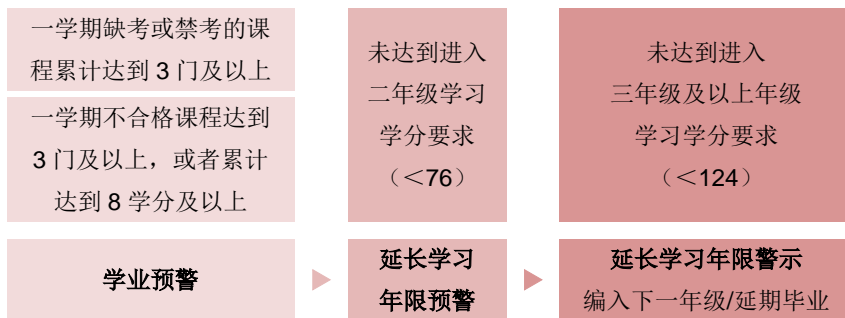 一学期缺考或禁考的课
程累计达到 3 门及以上
一学期不合格课程达到
3 门及以上，或者累计
达到 8 学分及以上
未达到进入
二年级学习
学分要求
（＜76）
未达到进入
三年级及以上年级
学习学分要求
（＜124）
学业预警
延长学习
年限预警
延长学习年限警示
编入下一年级/延期毕业